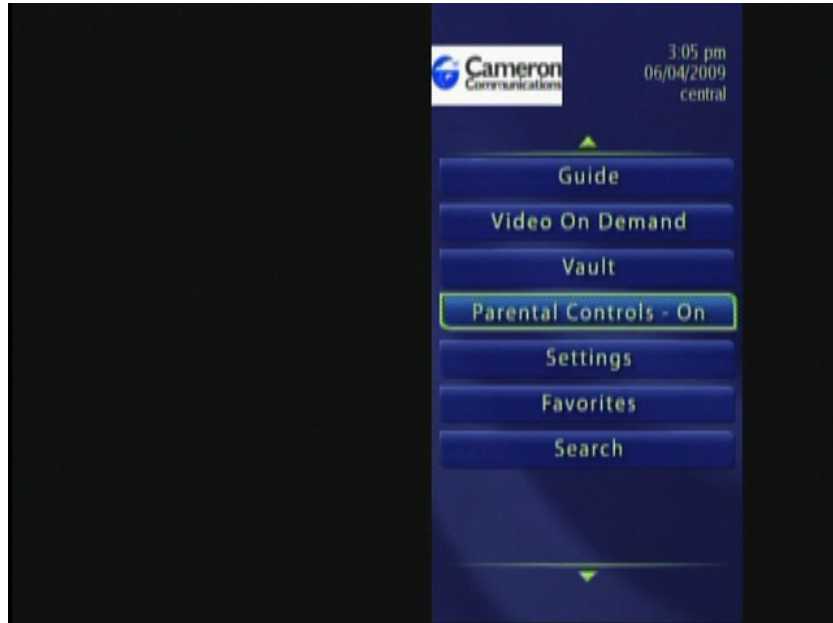 Cameron
Communications
3:05 pm
06/04/2009
central
Guide
Video On Demand
Vault
Parental Controls - On
Settings
Favorites
Search